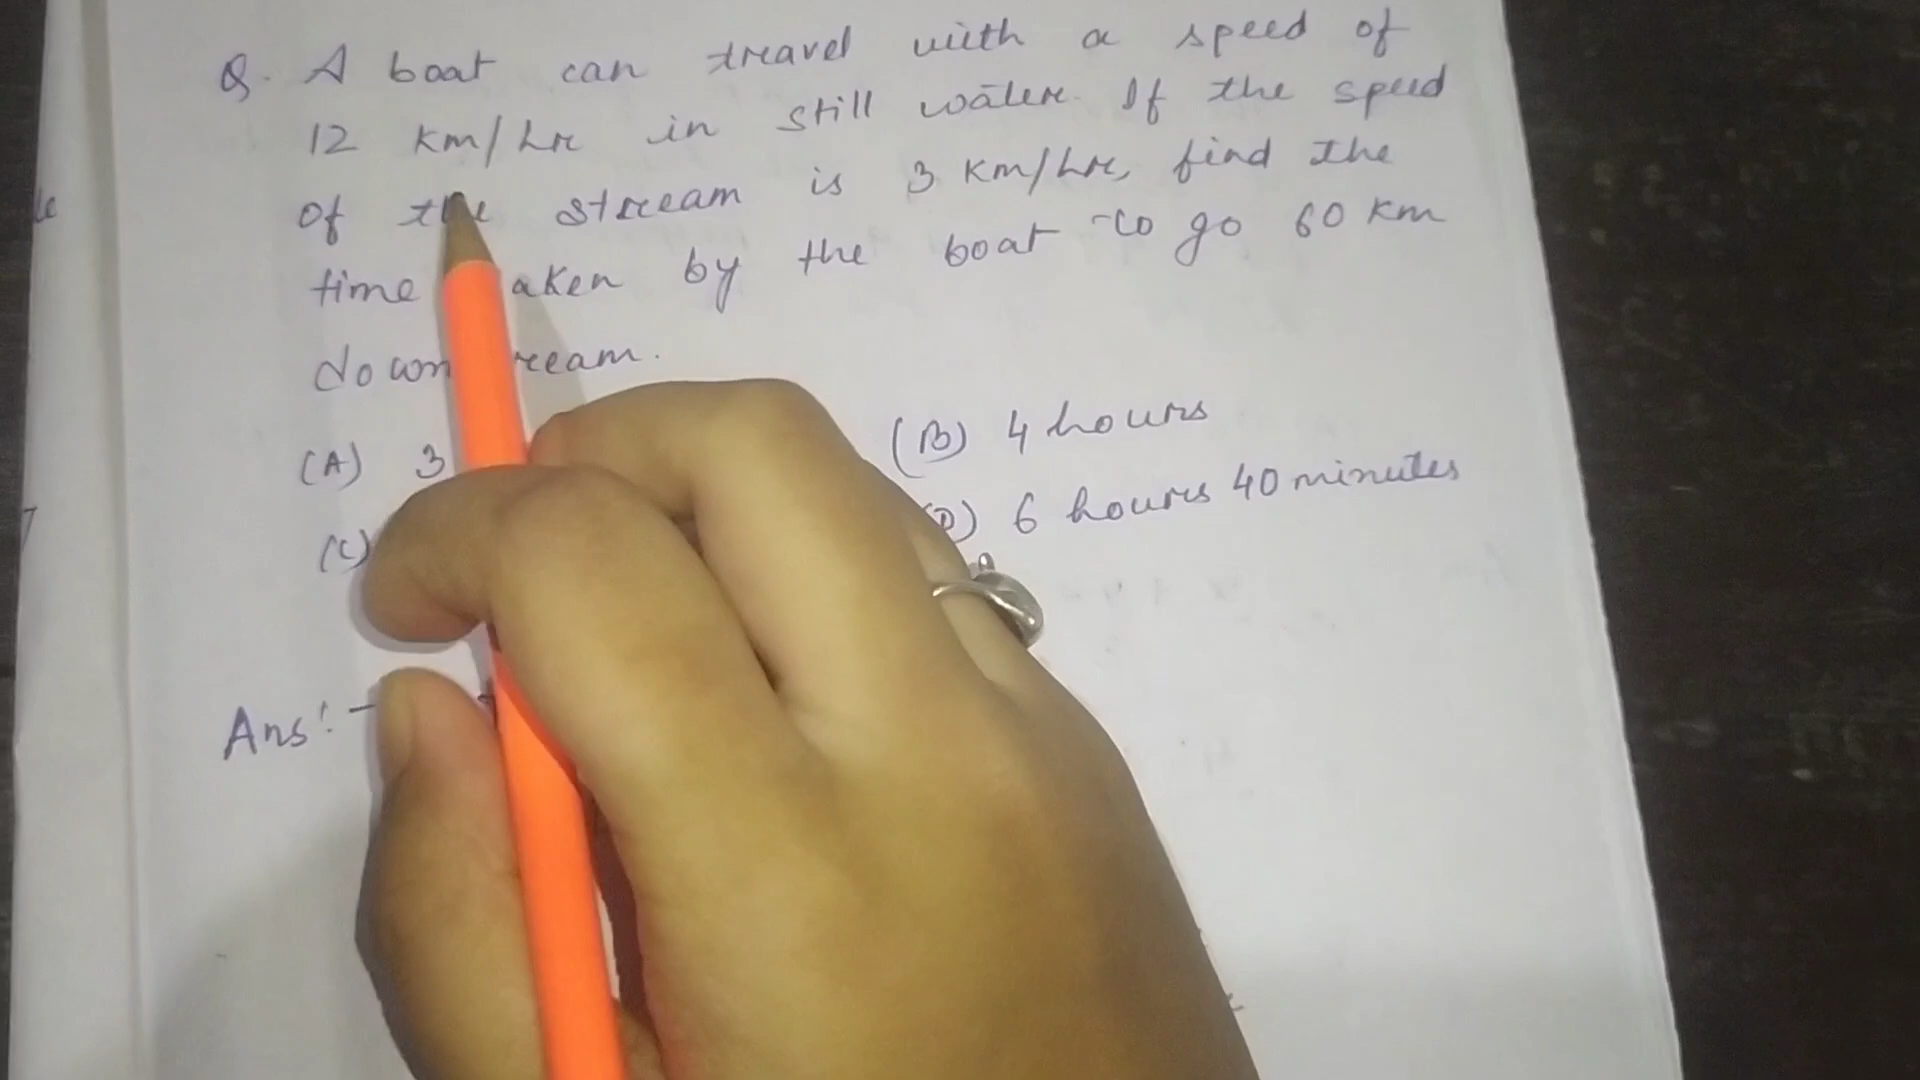 Q. A boat can travel with a speed of
12 km/hr in still water. If the speed
of the stream is 3 km/hr, find the
time aken by the boat to go 60 km
down ream.
(A) 3 (B) 4 hours
(C) (D) 6 hours 40 minutes
Ans: -